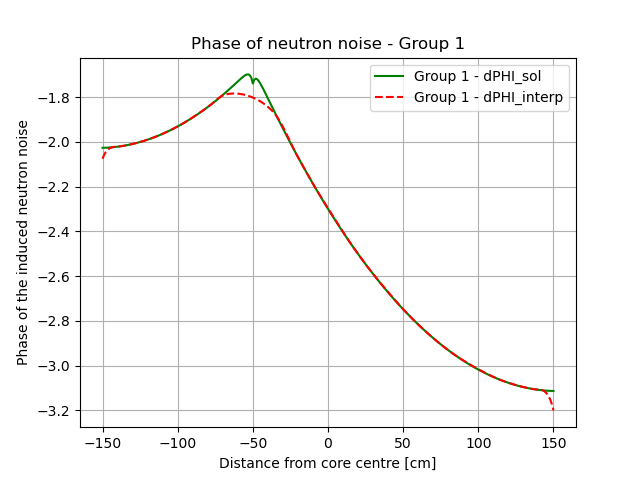 Phase of neutron noise - Group 1
Group 1 - dPHI_sol
Group 1 - dPHI_interp
Phase of the induced neutron noise
−1.8
−2.0
−2.2
−2.4
−2.6
−2.8
−3.0
−3.2
−150 −100 −50 0 50 100 150
Distance from core centre [cm]